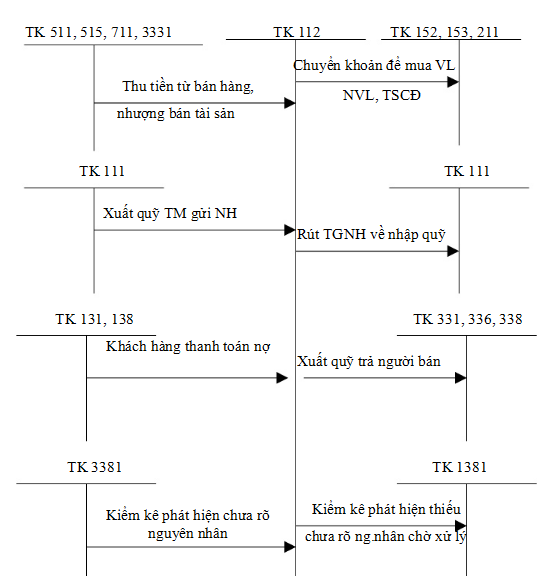 TK 511, 515, 711, 3331
TK 112
TK 152, 153, 211
Thu tiền từ bán hàng,
nhượng bán tài sản
Chuyển khoản để mua VL
NVL, TSCĐ
TK 111
TK 111
Xuất quỹ TM gửi NH
Rút TGNH về nhập quỹ
TK 131, 138
TK 331, 336, 338
Khách hàng thanh toán nợ
Xuất quỹ trả người bán
TK 3381
TK 1381
Kiểm kê phát hiện chưa rõ
nguyên nhân
Kiểm kê phát hiện thiếu
chưa rõ ng.nhân chờ xử lý